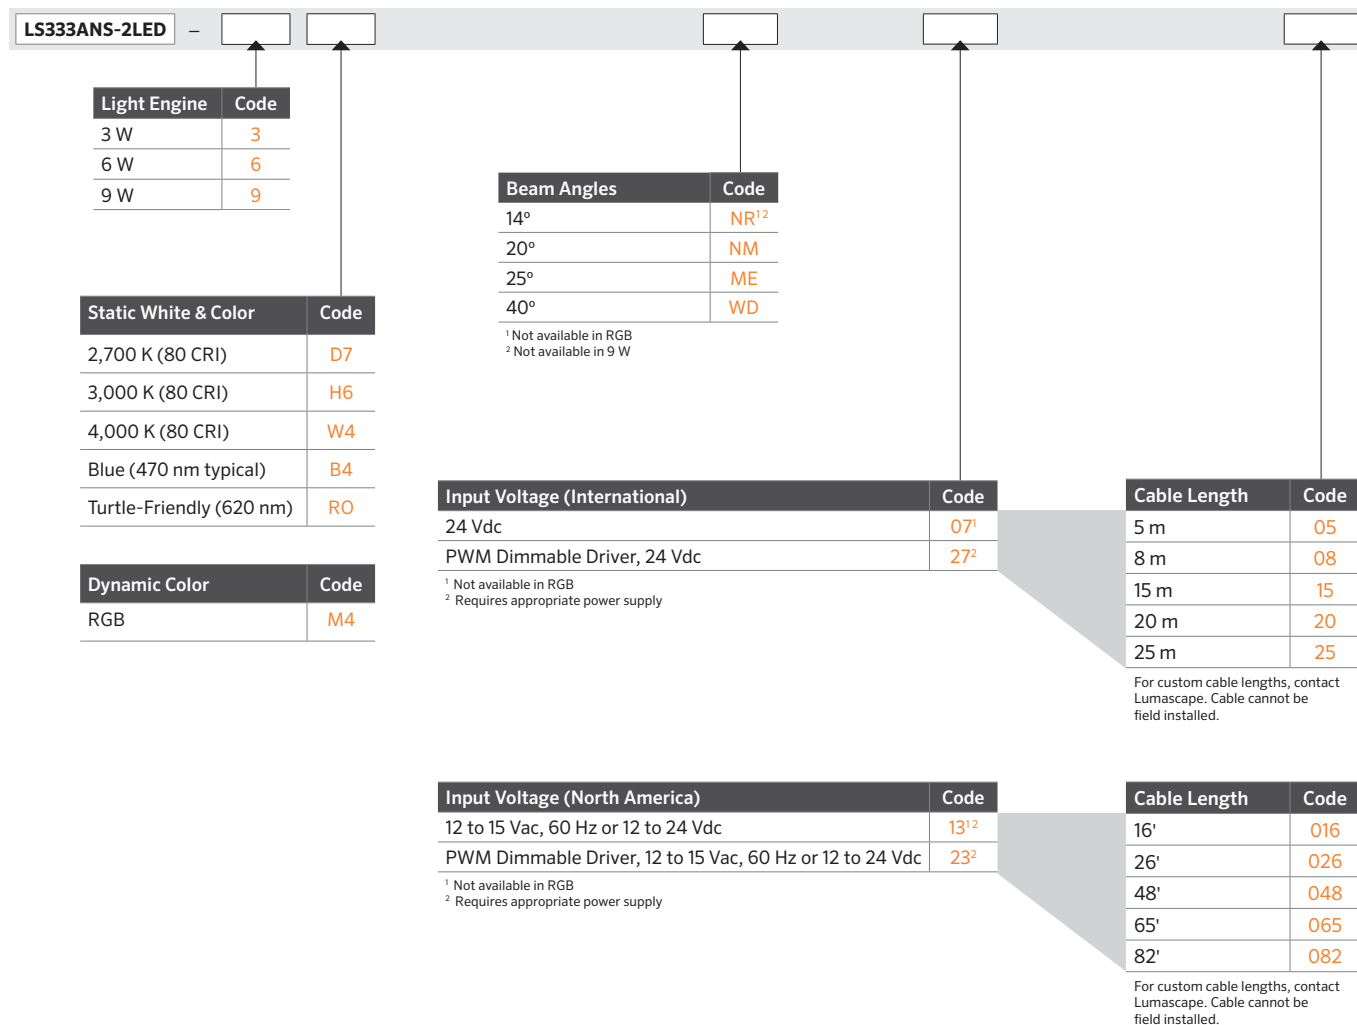 LS333ANS-2LED –
Light Engine Code
3 W 3
6 W 6
9 W 9
Beam Angles Code
14º NR¹ ²
20º NM
25º ME
40º WD
¹ Not available in RGB
² Not available in 9 W
Static White & Color Code
2,700 K (80 CRI) D7
3,000 K (80 CRI) H6
4,000 K (80 CRI) W4
Blue (470 nm typical) B4
Turtle-Friendly (620 nm) RO
Dynamic Color Code
RGB M4
Input Voltage (International) Code
24 Vdc 07¹
PWM Dimmable Driver, 24 Vdc 27²
¹ Not available in RGB
² Requires appropriate power supply
Cable Length Code
5 m 05
8 m 08
15 m 15
20 m 20
25 m 25
For custom cable lengths, contact
Lumascape. Cable cannot be
field installed.
Input Voltage (North America) Code
12 to 15 Vac, 60 Hz or 12 to 24 Vdc 13¹ ²
PWM Dimmable Driver, 12 to 15 Vac, 60 Hz or 12 to 24 Vdc 23²
¹ Not available in RGB
² Requires appropriate power supply
Cable Length Code
16' 016
26' 026
48' 048
65' 065
82' 082
For custom cable lengths, contact
Lumascape. Cable cannot be
field installed.